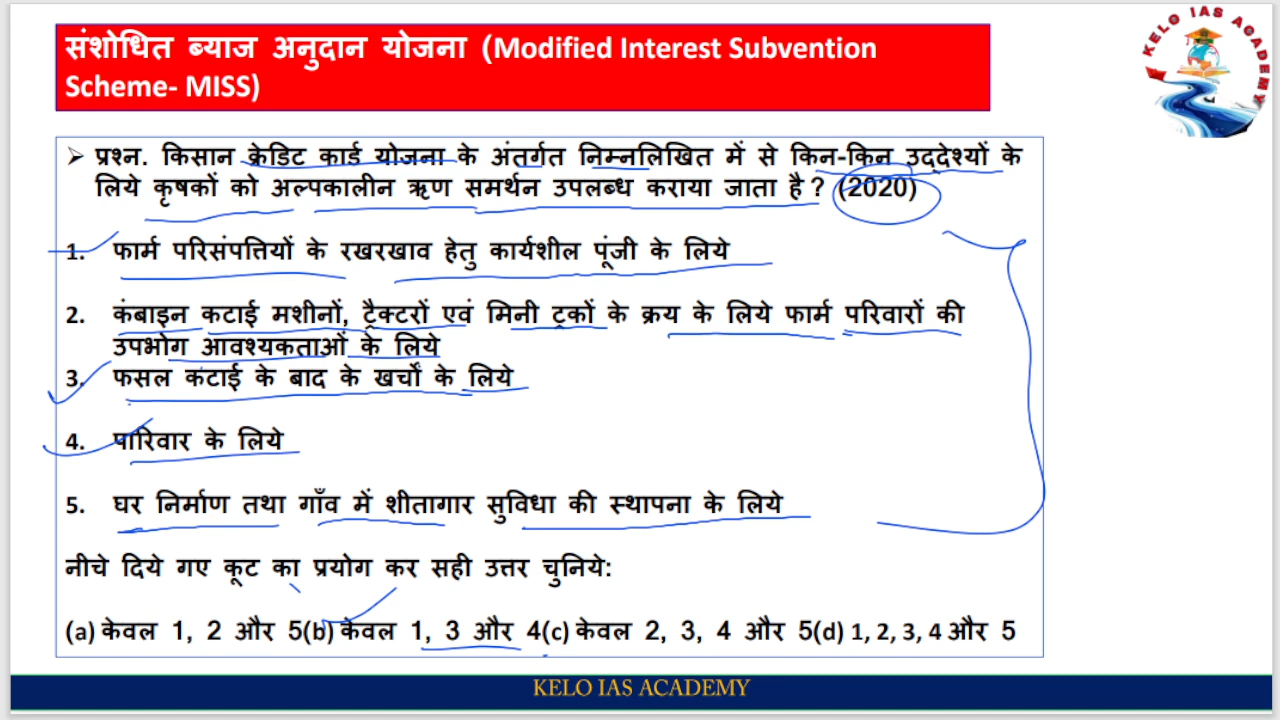 संशोधित ब्याज अनुदान योजना (Modified Interest Subvention
Scheme- MISS)
KELO IAS ACADEMY
➢ प्रश्न. किसान क्रेडिट कार्ड योजना के अंतर्गत निम्नलिखित में से किन-किन उद्देश्यों के
लिये कृषकों को अल्पकालीन ऋण समर्थन उपलब्ध कराया जाता है? (2020)
1. फार्म परिसंपत्तियों के रखरखाव हेतु कार्यशील पूंजी के लिये
2. कंबाइन कटाई मशीनों, ट्रैक्टरों एवं मिनी ट्रकों के क्रय के लिये फार्म परिवारों की
उपभोग आवश्यकताओं के लिये
3. फसल कटाई के बाद के खर्चों के लिये
4. पारिवार के लिये
5. घर निर्माण तथा गाँव में शीतागार सुविधा की स्थापना के लिये
नीचे दिये गए कूट का प्रयोग कर सही उत्तर चुनिये:
(a) केवल 1, 2 और 5(b) केवल 1, 3 और 4(c) केवल 2, 3, 4 और 5(d) 1, 2, 3, 4 और 5
KELO IAS ACADEMY